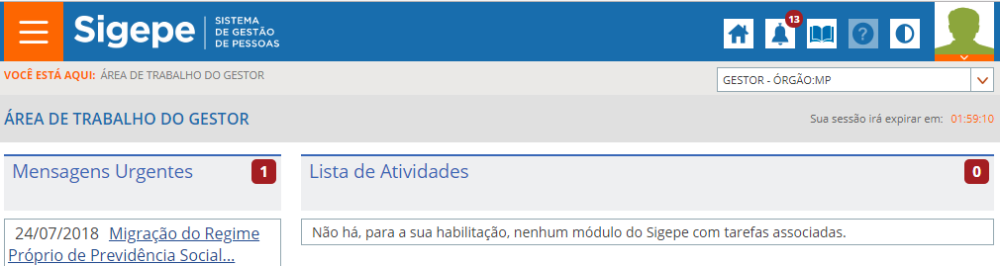 Sigepe
SISTEMA
DE GESTÃO
DE PESSOAS
13
?
VOCÊ ESTÁ AQUI: ÁREA DE TRABALHO DO GESTOR
GESTOR - ÓRGÃO:MP
ÁREA DE TRABALHO DO GESTOR
Sua sessão irá expirar em: 01:59:10
Mensagens Urgentes 1
Lista de Atividades 0
24/07/2018 Migração do Regime
Próprio de Previdência Social...
Não há, para a sua habilitação, nenhum módulo do Sigepe com tarefas associadas.